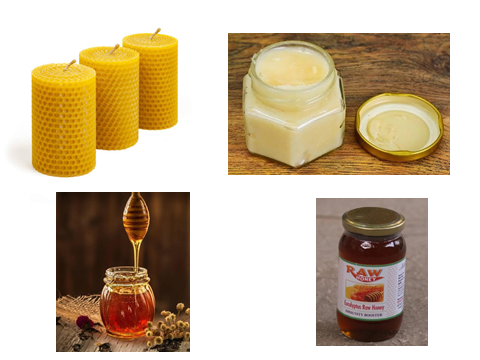 RAW
HONEY
Eucalyptus Raw Honey
IMMUNITY BOOSTER